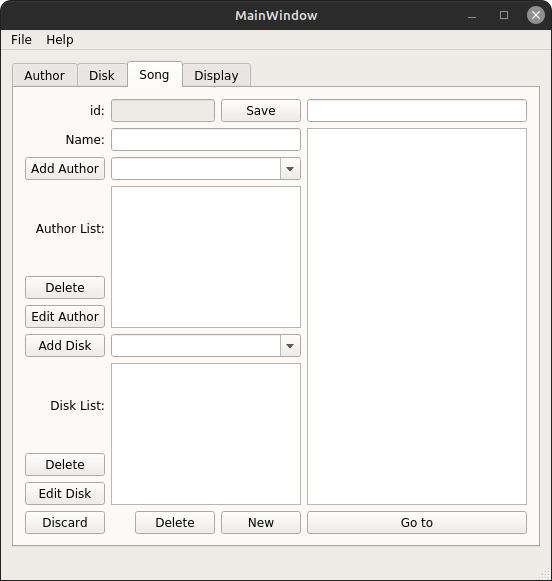 MainWindow
File Help
Author Disk Song Display
id: Save
Name:
Add Author
Author List:
Delete
Edit Author
Add Disk
Disk List:
Delete
Edit Disk
Discard Delete New Go to